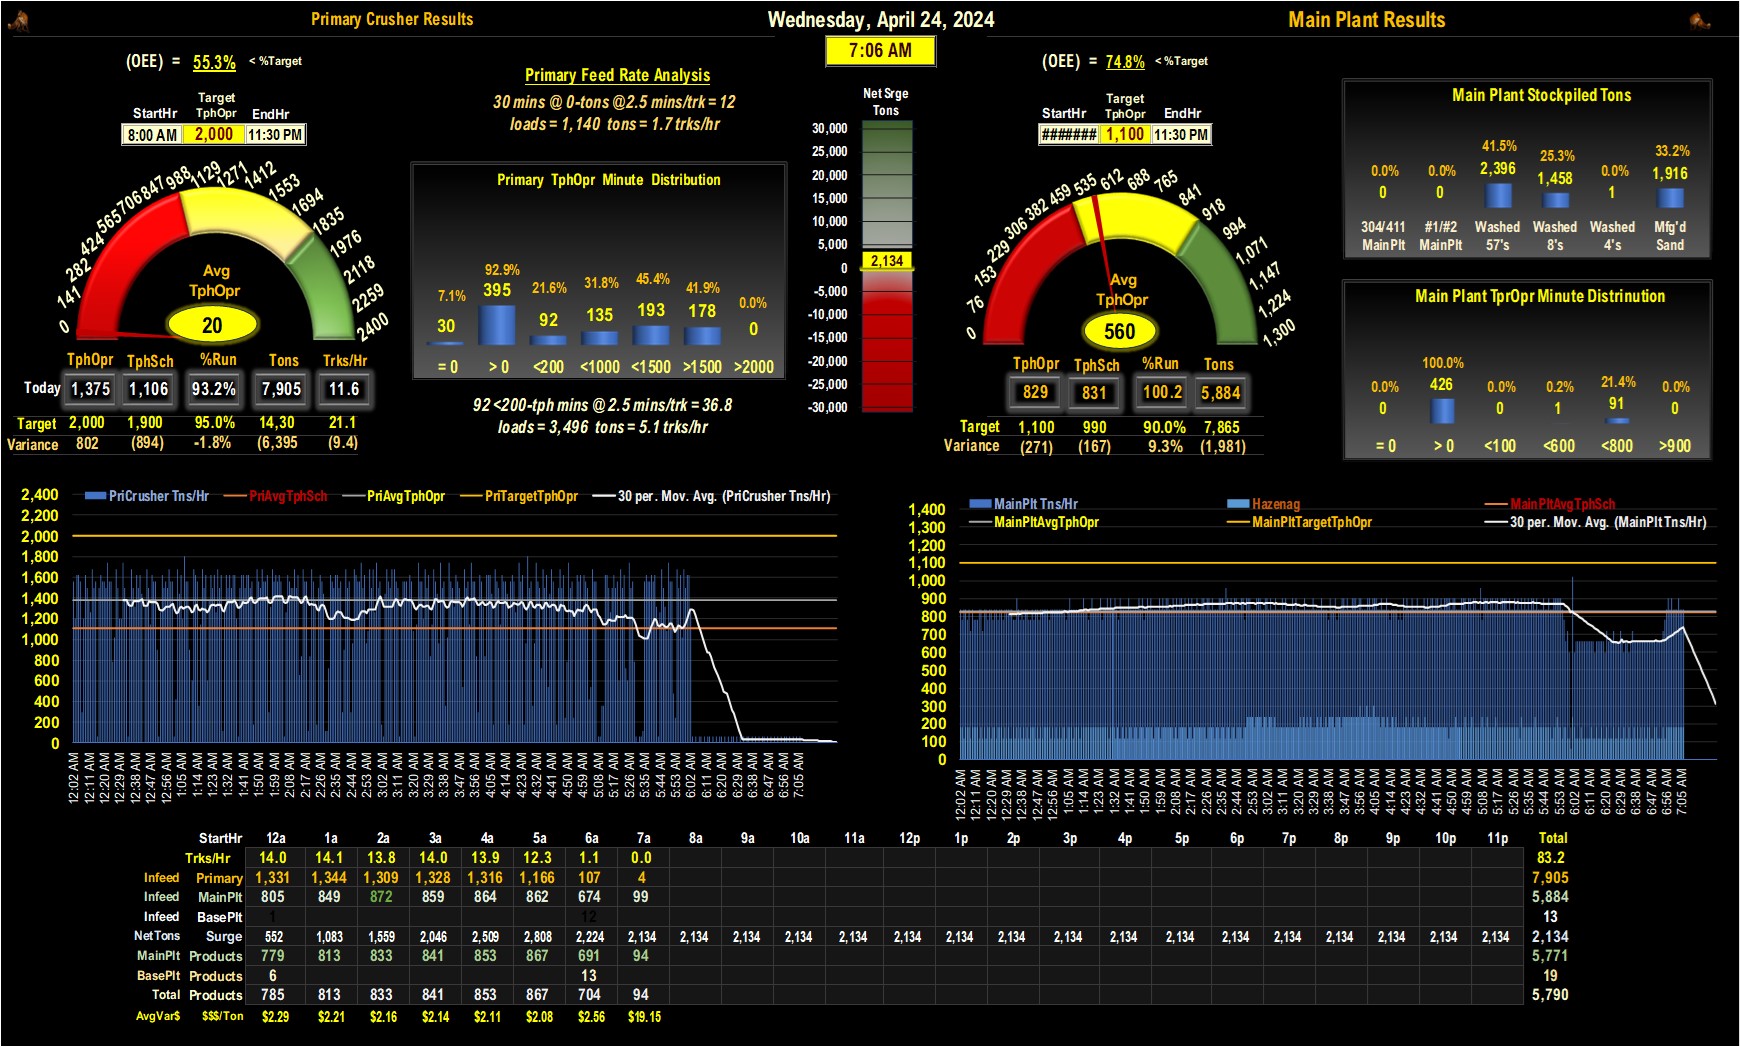 Primary Crusher Results
Wednesday, April 24, 2024
Main Plant Results
7:06 AM
(OEE) = 55.3% < %Target
StartHr Target TphOpr EndHr
8:00 AM 2,000 11:30 PM
0 141 282 424 565 706 847 988 1129 1271 1412 1553 1694 1835 1976 2118 2259 2400
Avg
TphOpr
20
TphOpr TphSch %Run Tons Trks/Hr
Today 1,375 1,106 93.2% 7,905 11.6
Target 2,000 1,900 95.0% 14,30 21.1
Variance 802 (894) -1.8% (6,395 (9.4)
Primary Feed Rate Analysis
30 mins @ 0-tons @2.5 mins/trk = 12
loads = 1,140 tons = 1.7 trks/hr
Primary TphOpr Minute Distribution
7.1% 92.9% 21.6% 31.8% 45.4% 41.9% 0.0%
30 395 92 135 193 178 0
= 0 > 0 <200 <1000 <1500 >1500 >2000
92 <200-tph mins @ 2.5 mins/trk = 36.8
loads = 3,496 tons = 5.1 trks/hr
Net Srge
Tons
30,000
25,000
20,000
15,000
10,000
5,000
2,134
0
-5,000
-10,000
-15,000
-20,000
-25,000
-30,000
(OEE) = 74.8% < %Target
StartHr Target TphOpr EndHr
####### 1,100 11:30 PM
0 76 153 229 306 382 459 535 612 688 765 841 918 994 1,071 1,147 1,224 1,300
Avg
TphOpr
560
TphOpr TphSch %Run Tons
829 831 100.2 5,884
Target 1,100 990 90.0% 7,865
Variance (271) (167) 9.3% (1,981)
Main Plant Stockpiled Tons
0.0% 0.0% 41.5% 25.3% 0.0% 33.2%
0 0 2,396 1,458 1 1,916
304/411 #1/#2 Washed Washed Washed Mfg'd
MainPlt MainPlt 57's 8's 4's Sand
Main Plant TprOpr Minute Distrinution
0.0% 100.0% 0.0% 0.2% 21.4% 0.0%
0 426 0 1 91 0
= 0 > 0 <100 <600 <800 >900
PriCrusher Tns/Hr PriAvgTphSch PriAvgTphOpr PriTargetTphOpr 30 per. Mov. Avg. (PriCrusher Tns/Hr)
2,400
2,200
2,000
1,800
1,600
1,400
1,200
1,000
800
600
400
200
0
12:02 AM 12:11 AM 12:20 AM 12:29 AM 12:38 AM 12:47 AM 12:56 AM 1:05 AM 1:14 AM 1:23 AM 1:32 AM 1:41 AM 1:50 AM 1:59 AM 2:08 AM 2:17 AM 2:26 AM 2:35 AM 2:44 AM 2:53 AM 3:02 AM 3:11 AM 3:20 AM 3:29 AM 3:38 AM 3:47 AM 3:56 AM 4:05 AM 4:14 AM 4:23 AM 4:32 AM 4:41 AM 4:50 AM 4:59 AM 5:08 AM 5:17 AM 5:26 AM 5:35 AM 5:44 AM 5:53 AM 6:02 AM 6:11 AM 6:20 AM 6:29 AM 6:38 AM 6:47 AM 6:56 AM 7:05 AM
MainPlt Tns/Hr Hazenag MainPltAvgTphSch
MainPltAvgTphOpr MainPltTargetTphOpr 30 per. Mov. Avg. (MainPlt Tns/Hr)
1,400
1,300
1,200
1,100
1,000
900
800
700
600
500
400
300
200
100
0
12:02 AM 12:11 AM 12:20 AM 12:29 AM 12:38 AM 12:47 AM 12:56 AM 1:05 AM 1:14 AM 1:23 AM 1:32 AM 1:41 AM 1:50 AM 1:59 AM 2:08 AM 2:17 AM 2:26 AM 2:35 AM 2:44 AM 2:53 AM 3:02 AM 3:11 AM 3:20 AM 3:29 AM 3:38 AM 3:47 AM 3:56 AM 4:05 AM 4:14 AM 4:23 AM 4:32 AM 4:41 AM 4:50 AM 4:59 AM 5:08 AM 5:17 AM 5:26 AM 5:35 AM 5:44 AM 5:53 AM 6:02 AM 6:11 AM 6:20 AM 6:29 AM 6:38 AM 6:47 AM 6:56 AM 7:05 AM
StartHr 12a 1a 2a 3a 4a 5a 6a 7a 8a 9a 10a 11a 12p 1p 2p 3p 4p 5p 6p 7p 8p 9p 10p 11p Total
Trks/Hr 14.0 14.1 13.8 14.0 13.9 12.3 1.1 0.0 83.2
Infeed Primary 1,331 1,344 1,309 1,328 1,316 1,166 107 4 7,905
Infeed MainPlt 805 849 872 859 864 862 674 99 5,884
Infeed BasePlt 1 12 13
NetTons Surge 552 1,083 1,559 2,046 2,509 2,808 2,224 2,134 2,134 2,134 2,134 2,134 2,134 2,134 2,134 2,134 2,134 2,134 2,134 2,134 2,134 2,134 2,134 2,134 2,134
MainPlt Products 779 813 833 841 853 867 691 94 5,771
BasePlt Products 6 13 19
Total Products 785 813 833 841 853 867 704 94 5,790
AvgVar$ $$$/Ton $2.29 $2.21 $2.16 $2.14 $2.11 $2.08 $2.56 $19.15